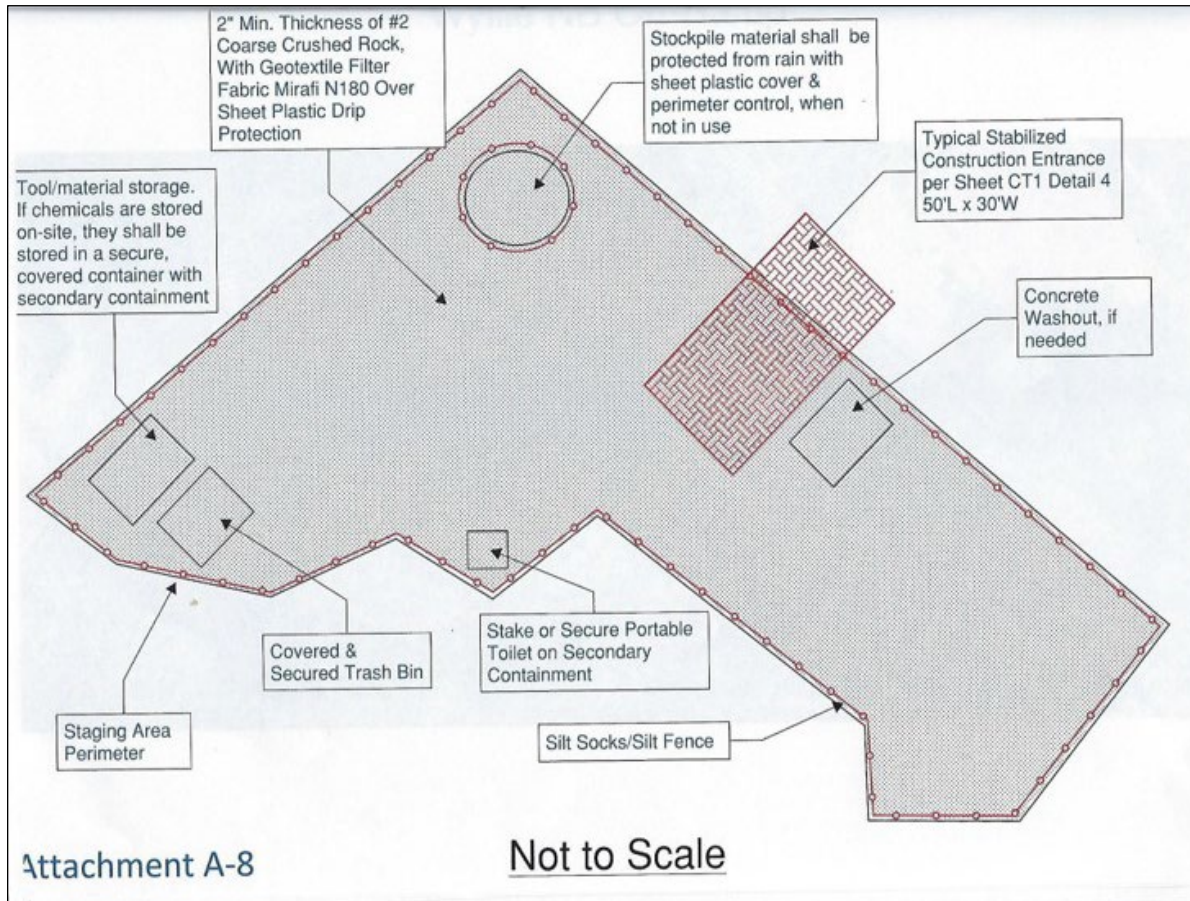 2" Min. Thickness of #2
Coarse Crushed Rock,
With Geotextile Filter
Fabric Mirafi N180 Over
Sheet Plastic Drip
Protection
Stockpile material shall be
protected from rain with
sheet plastic cover &
perimeter control, when
not in use
Typical Stabilized
Construction Entrance
per Sheet CT1 Detail 4
50'L x 30'W
Tool/material storage.
If chemicals are stored
on-site, they shall be
stored in a secure,
covered container with
secondary containment
Concrete
Washout, if
needed
Covered &
Secured Trash Bin
Stake or Secure Portable
Toilet on Secondary
Containment
Staging Area
Perimeter
Silt Socks/Silt Fence
Attachment A-8
Not to Scale